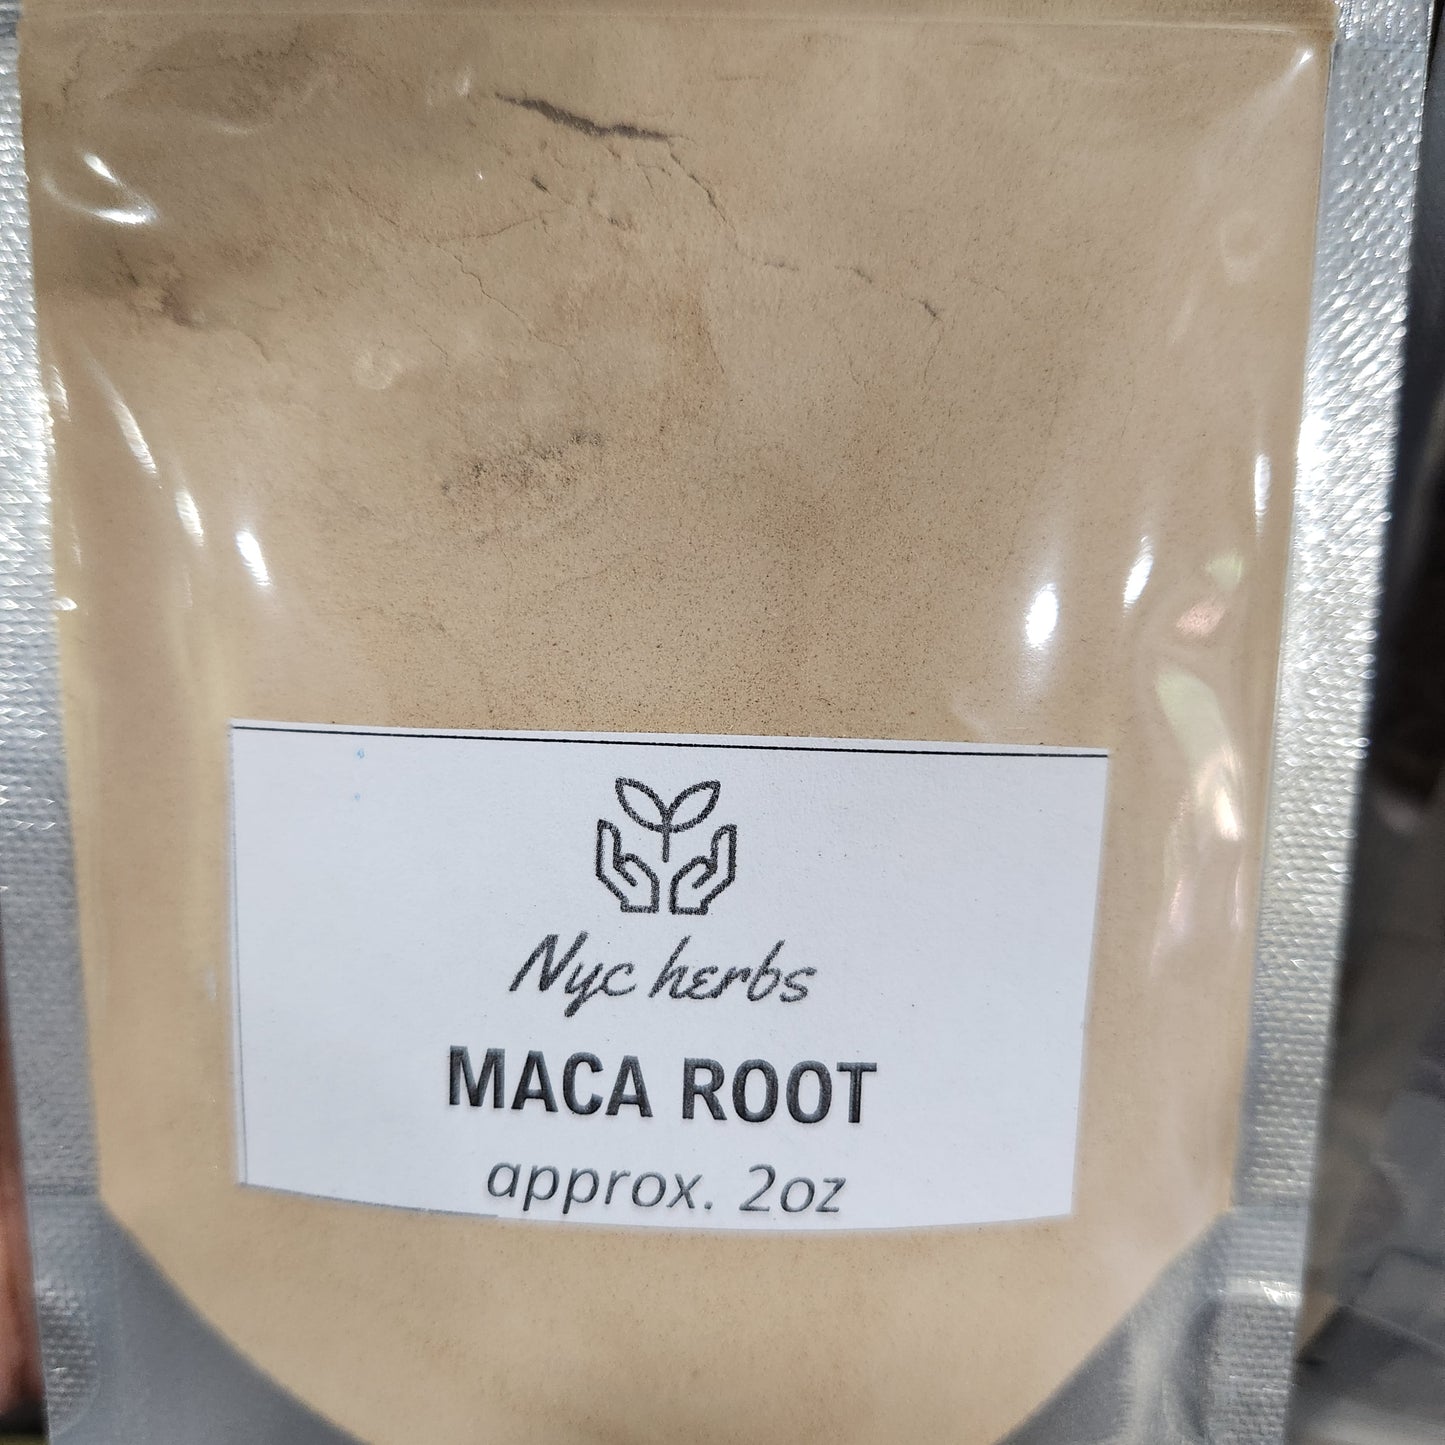 Nyc herbs
MACA ROOT
approx. 2oz